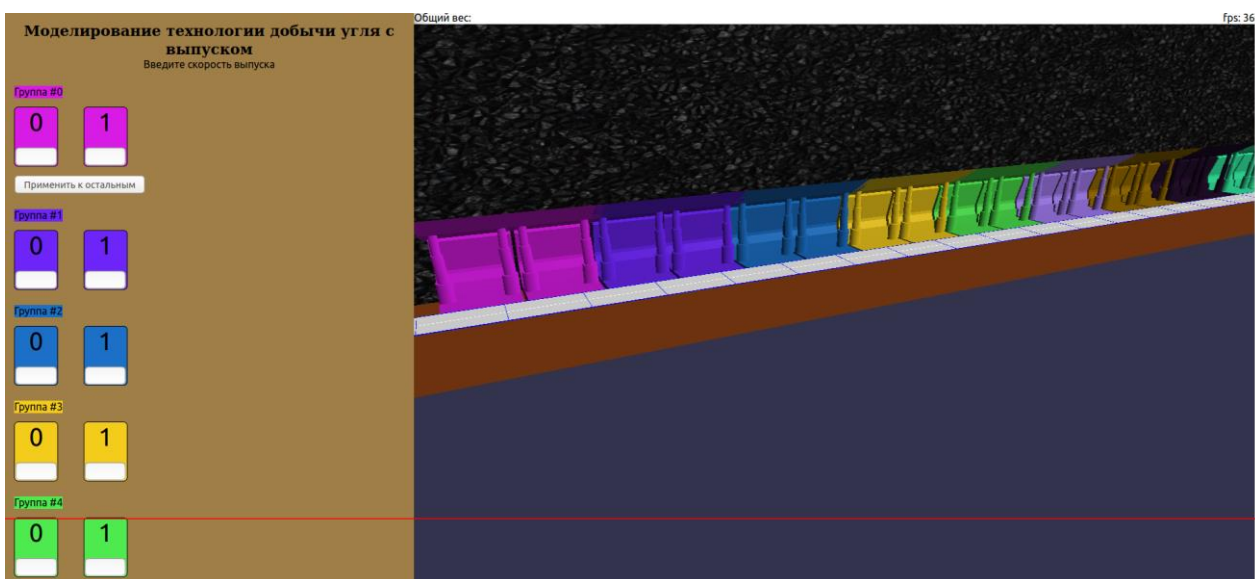 Моделирование технологии добычи угля с
выпуском
Введите скорость выпуска
Группа #0
0 1
Применить к остальным
Группа #1
0 1
Группа #2
0 1
Группа #3
0 1
Группа #4
0 1
Общий вес:
fps: 36